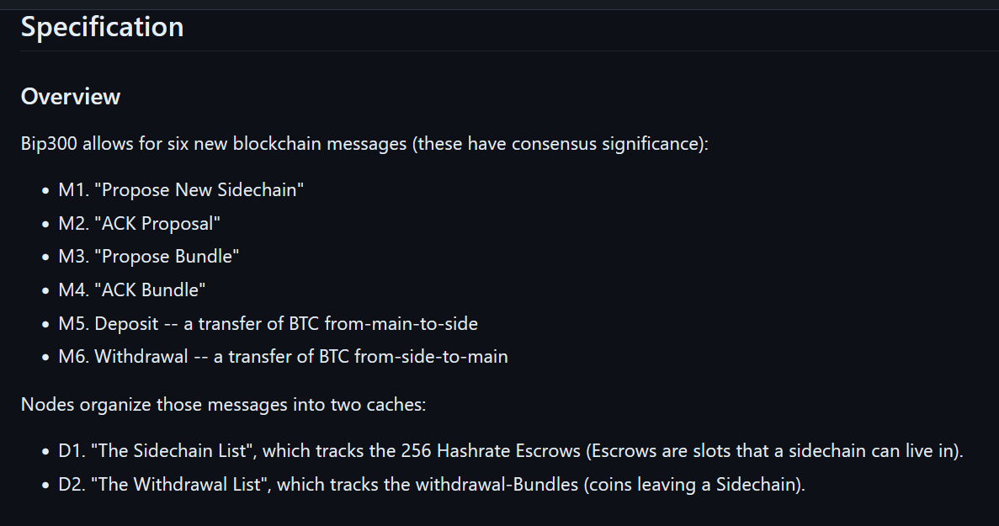 Specification
Overview
Bip300 allows for six new blockchain messages (these have consensus significance):
• M1. "Propose New Sidechain"
• M2. "ACK Proposal"
• M3. "Propose Bundle"
• M4. "ACK Bundle"
• M5. Deposit -- a transfer of BTC from-main-to-side
• M6. Withdrawal -- a transfer of BTC from-side-to-main
Nodes organize those messages into two caches:
• D1. "The Sidechain List", which tracks the 256 Hashrate Escrows (Escrows are slots that a sidechain can live in).
• D2. "The Withdrawal List", which tracks the withdrawal-Bundles (coins leaving a Sidechain).